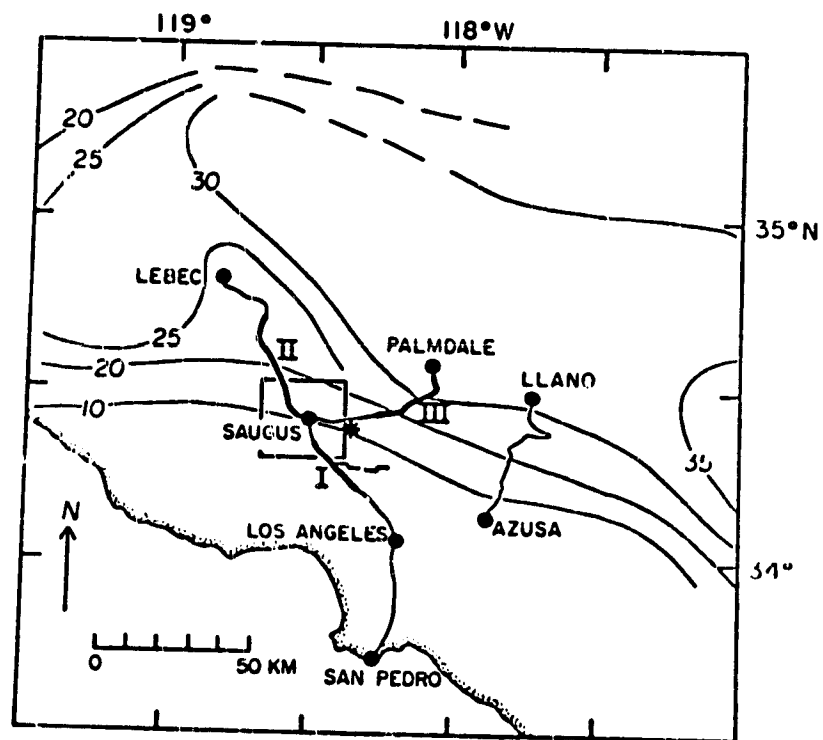 119° 118°W
20
25
30
35°N
LEBEC
25
II
PALMDALE
20
LLANO
10
III
SAUGUS
*
35
I
N
LOS ANGELES
AZUSA
34°
0 50 KM
SAN PEDRO